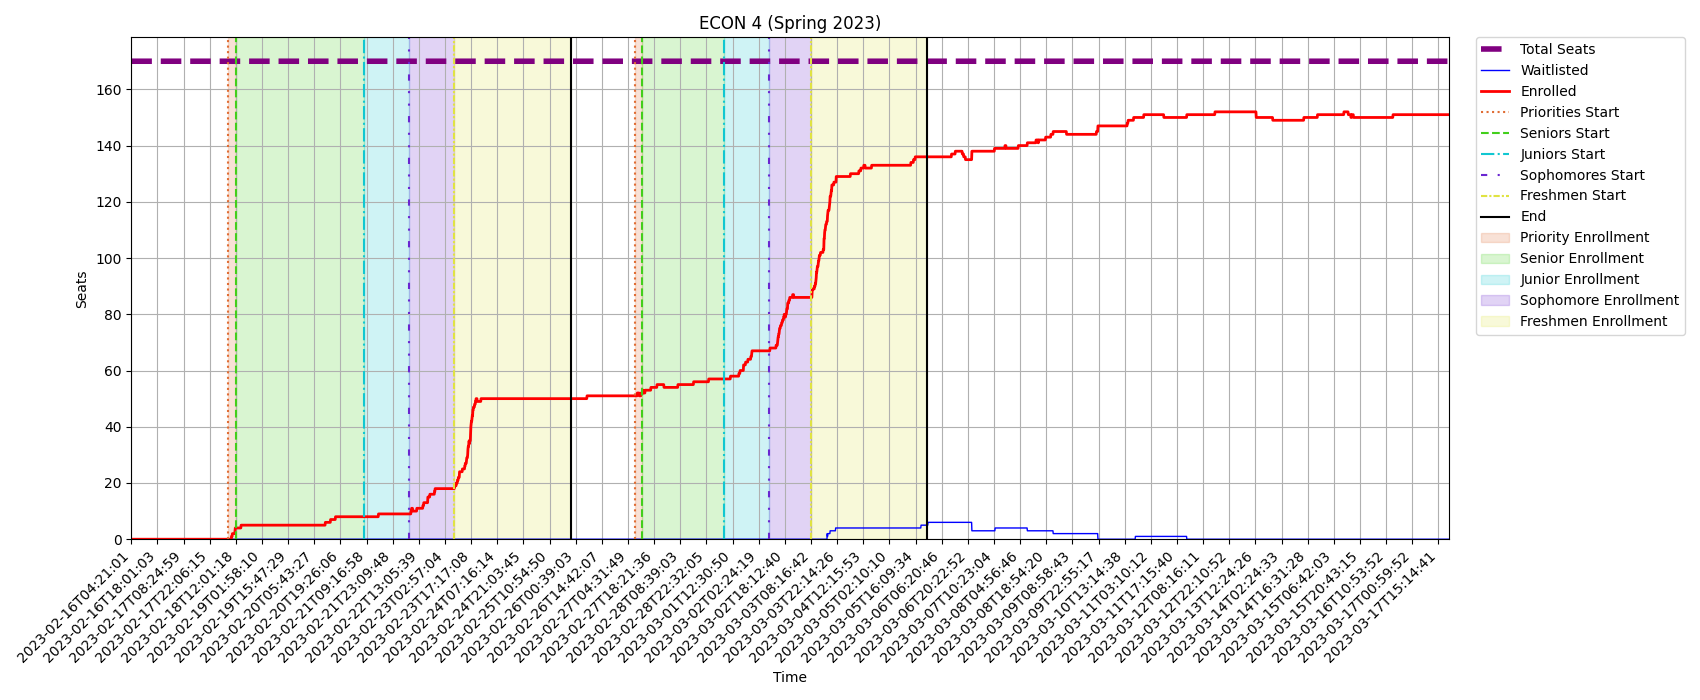 ECON 4 (Spring 2023)
Seats
160
140
120
100
80
60
40
20
0
2023-02-16T04:21:01
2023-02-16T18:01:03
2023-02-17T08:24:59
2023-02-17T22:06:15
2023-02-18T12:01:18
2023-02-19T01:58:10
2023-02-19T15:47:29
2023-02-20T05:43:27
2023-02-20T19:26:06
2023-02-21T09:16:58
2023-02-21T23:09:48
2023-02-22T13:05:39
2023-02-23T02:57:04
2023-02-23T17:17:08
2023-02-24T07:16:14
2023-02-24T21:03:45
2023-02-25T10:54:50
2023-02-26T00:39:03
2023-02-26T14:42:07
2023-02-27T04:31:49
2023-02-27T18:21:36
2023-02-28T08:39:03
2023-02-28T22:32:05
2023-03-01T12:30:50
2023-03-02T02:24:19
2023-03-02T18:12:40
2023-03-03T08:16:42
2023-03-03T22:14:26
2023-03-04T12:15:53
2023-03-05T02:10:10
2023-03-05T16:09:34
2023-03-06T06:20:46
2023-03-06T20:22:52
2023-03-07T10:23:04
2023-03-08T04:56:46
2023-03-08T18:54:20
2023-03-09T08:58:43
2023-03-09T22:55:17
2023-03-10T13:14:38
2023-03-11T03:10:12
2023-03-11T17:15:40
2023-03-12T08:16:11
2023-03-12T22:10:52
2023-03-13T12:24:26
2023-03-14T02:24:33
2023-03-14T16:31:28
2023-03-15T06:42:03
2023-03-15T20:43:15
2023-03-16T10:53:52
2023-03-17T00:59:52
2023-03-17T15:14:41
Time
Total Seats
Waitlisted
Enrolled
Priorities Start
Seniors Start
Juniors Start
Sophomores Start
Freshmen Start
End
Priority Enrollment
Senior Enrollment
Junior Enrollment
Sophomore Enrollment
Freshmen Enrollment